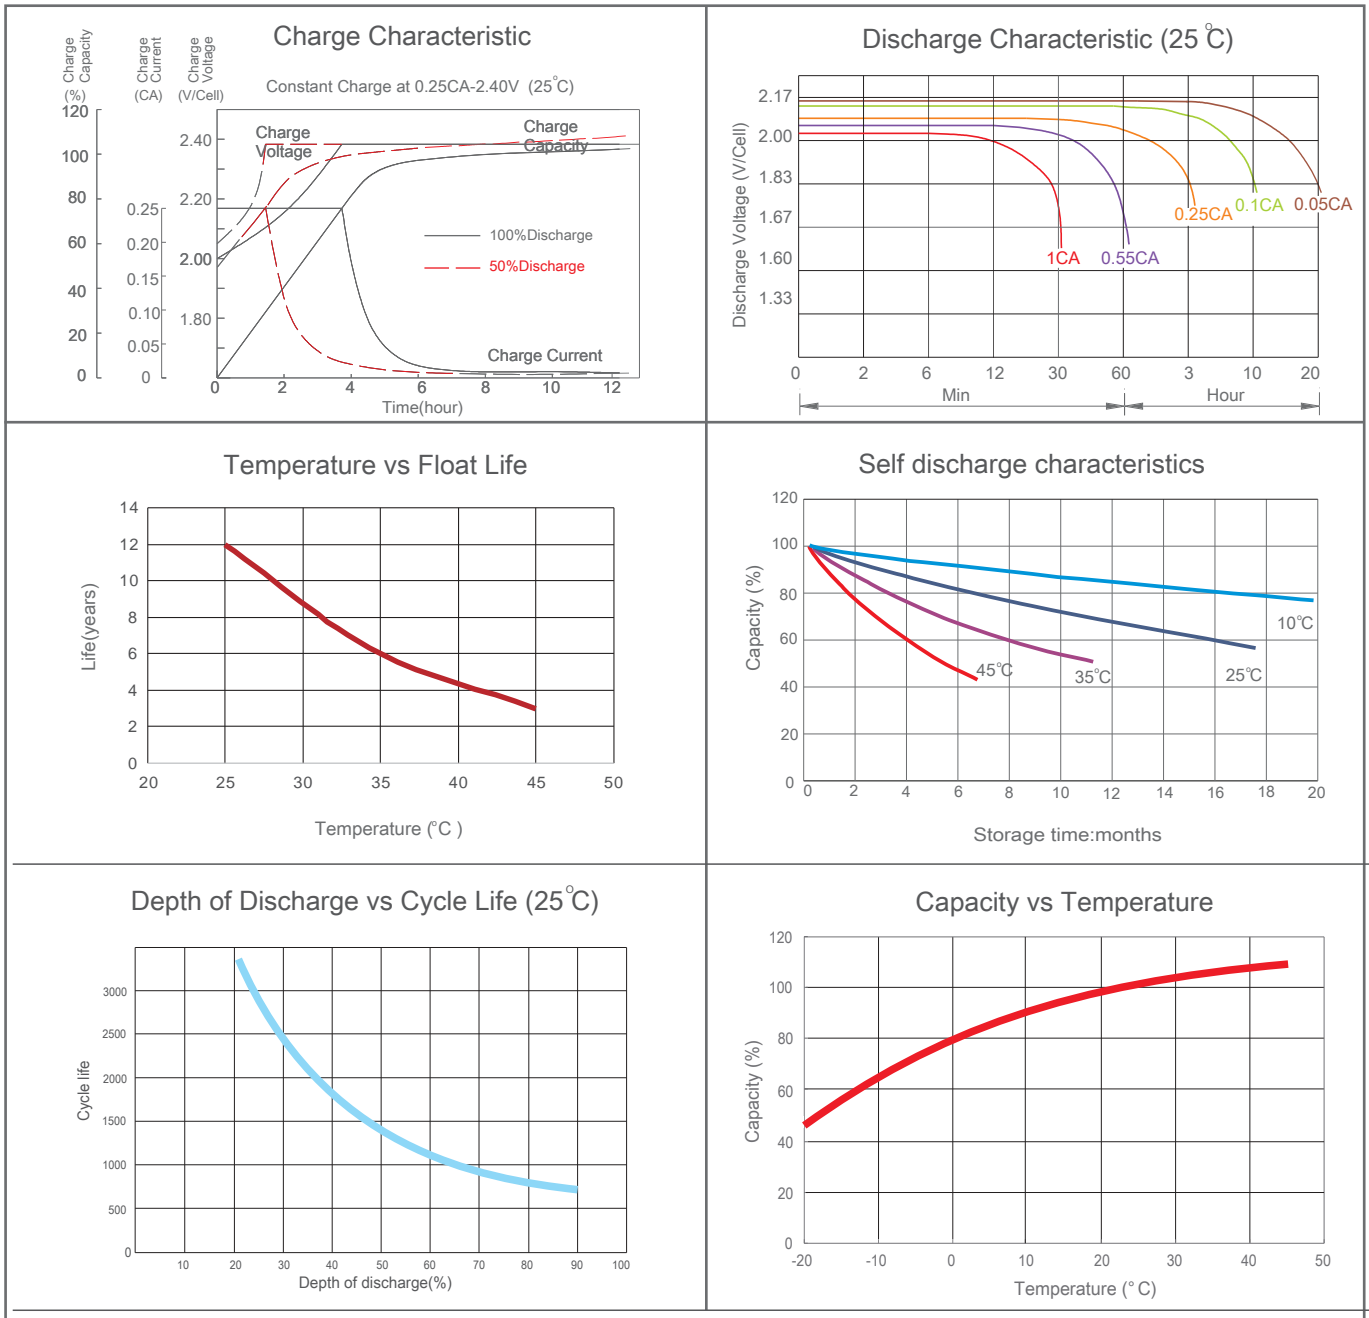 Charge Characteristic
Charge
Capacity
(%)
Charge
Current
(CA)
Charge
Voltage
(V/Cell)
Constant Charge at 0.25CA-2.40V (25°C)
120
100
80
60
40
20
0
0.25
0.20
0.15
0.10
0.05
0
2.40
2.20
2.00
1.80
Charge
Voltage
Charge
Capacity
100%Discharge
50%Discharge
Charge Current
0 2 4 6 8 10 12
Time(hour)
Discharge Characteristic (25°C)
Discharge Voltage (V/Cell)
2.17
2.00
1.83
1.67
1.60
1.33
1CA
0.55CA
0.25CA
0.1CA
0.05CA
0 2 6 12 30 60 3 10 20
Min
Hour
Temperature vs Float Life
Life(years)
14
12
10
8
6
4
2
0
20 25 30 35 40 45 50
Temperature (°C )
Self discharge characteristics
Capacity (%)
120
100
80
60
40
20
0
10°C
25°C
35°C
45°C
0 2 4 6 8 10 12 14 16 18 20
Storage time:months
Depth of Discharge vs Cycle Life (25°C)
Cycle life
3000
2500
2000
1500
1000
500
0
10 20 30 40 50 60 70 80 90 100
Depth of discharge(%)
Capacity vs Temperature
Capacity (%)
120
100
80
60
40
20
0
-20 -10 0 10 20 30 40 50
Temperature (°C)